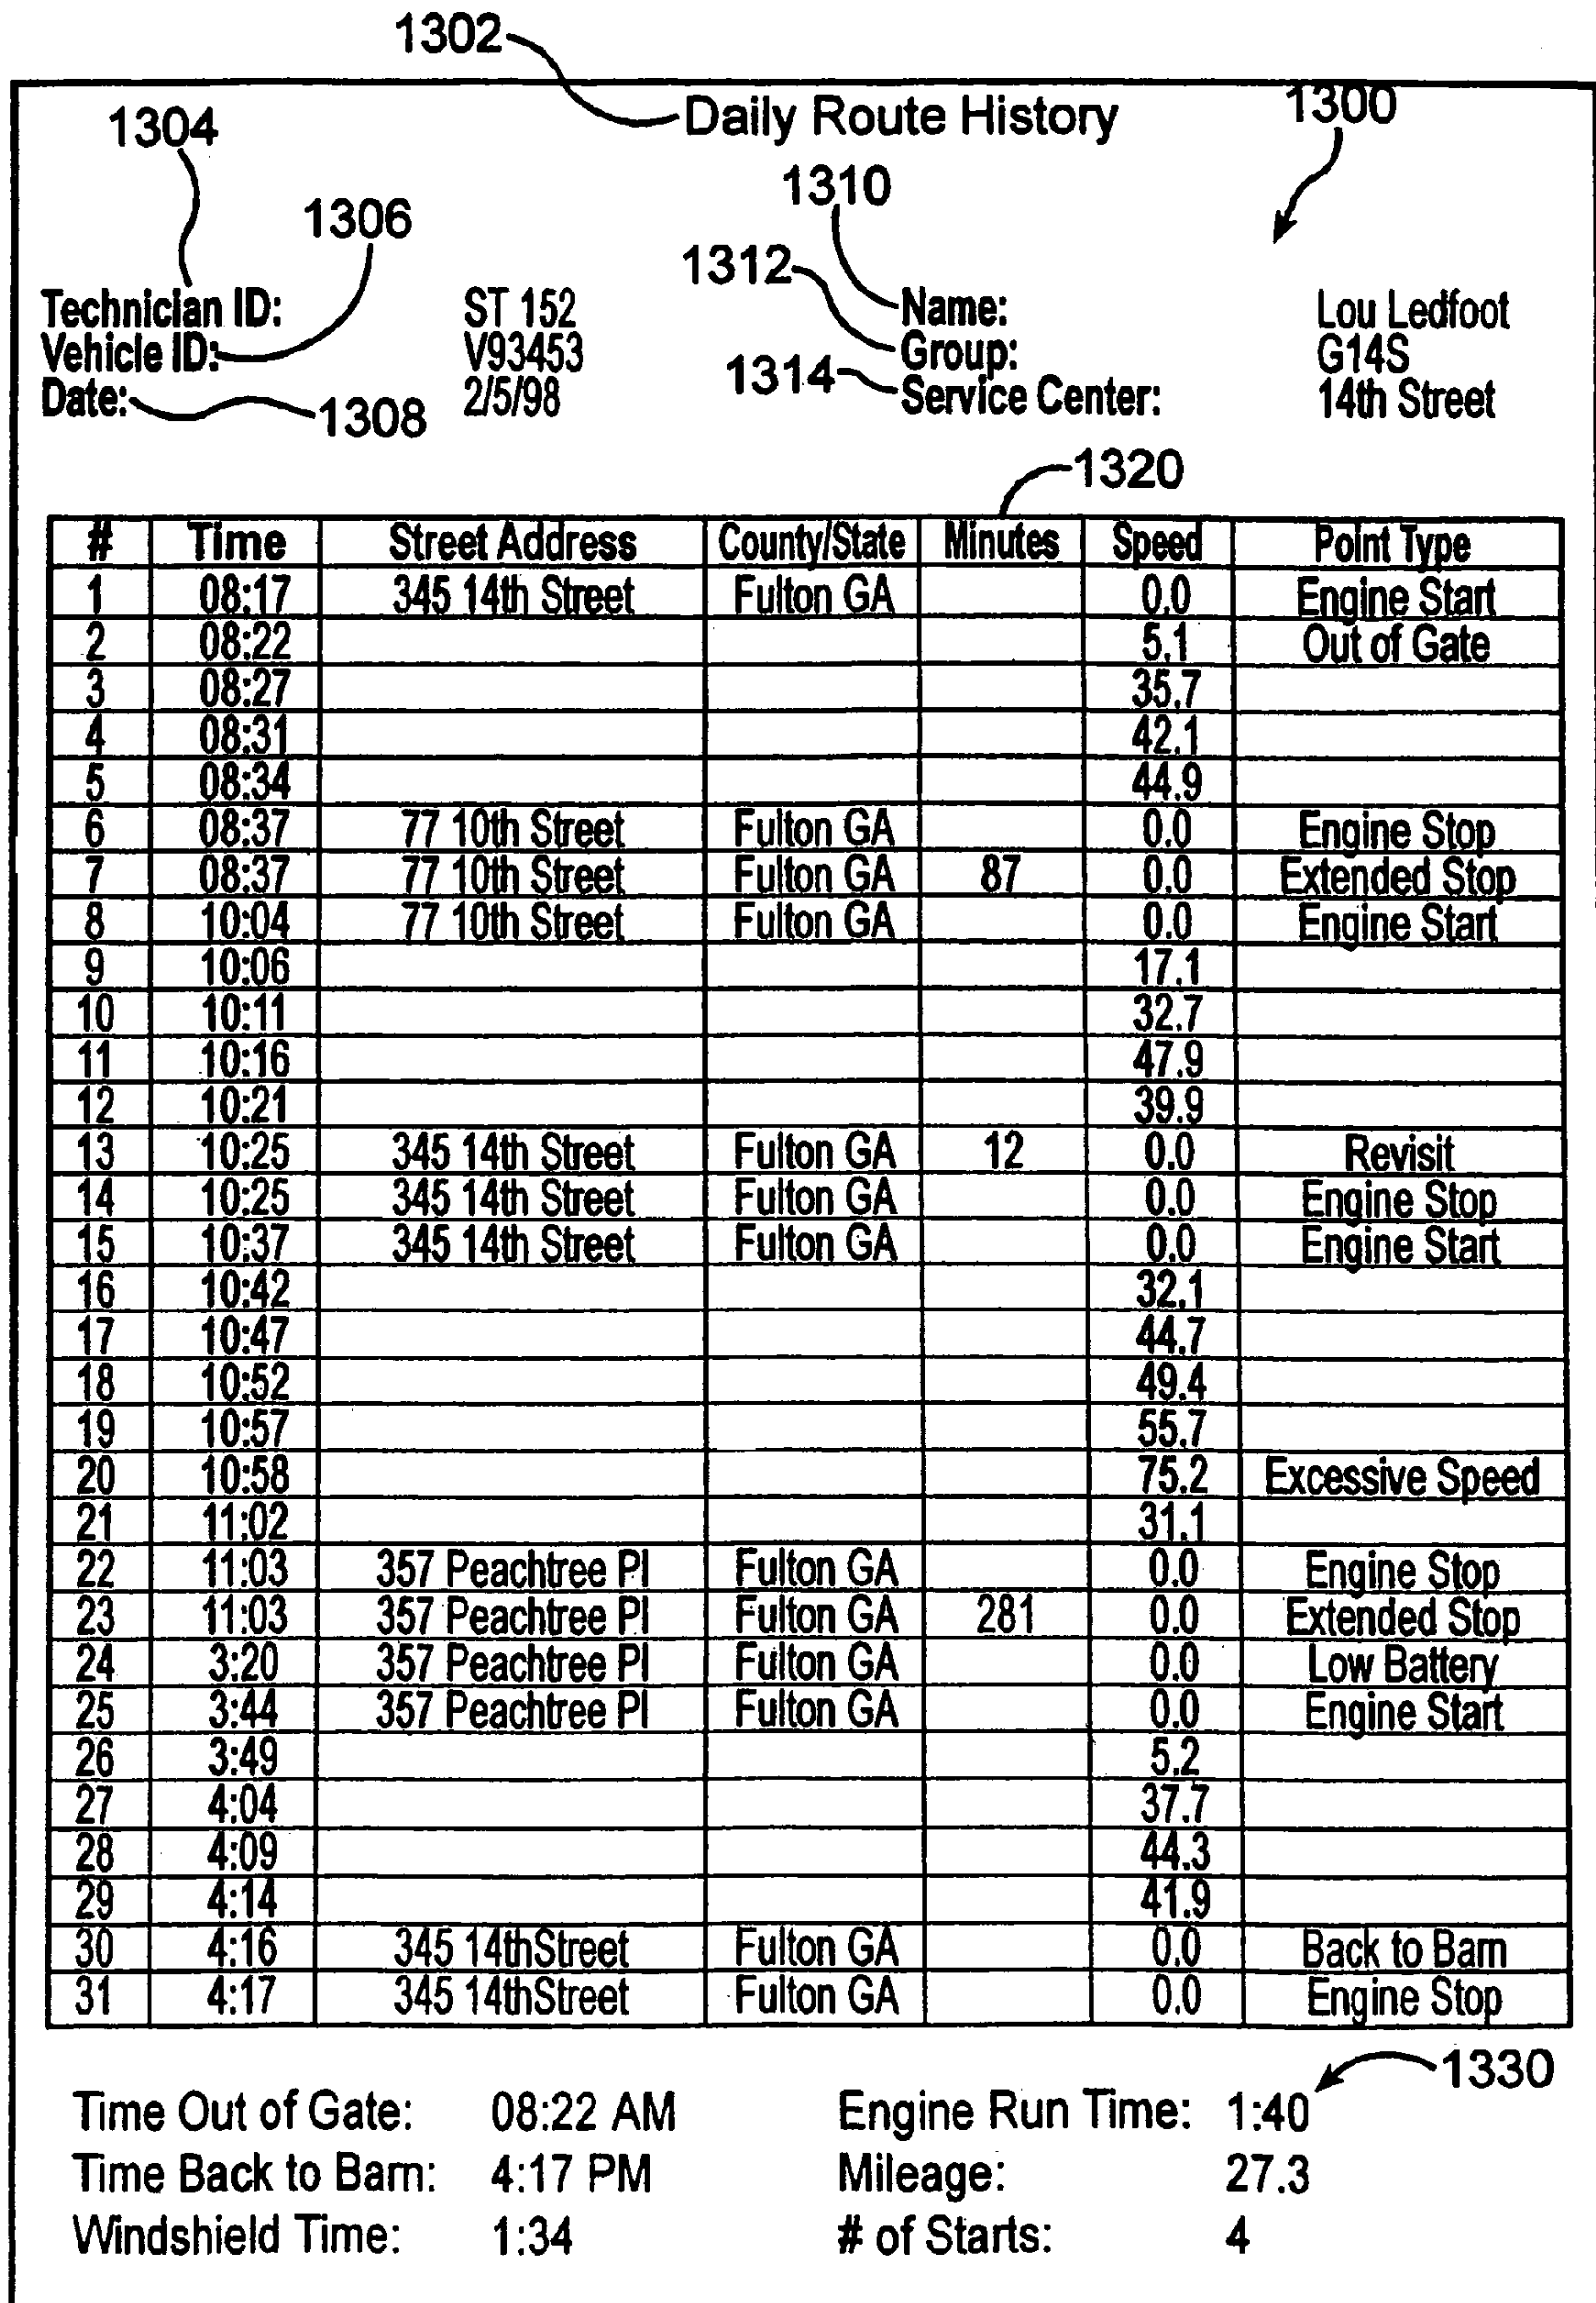 1302
Daily Route History
1300
1304
1310
1306
1312
Technician ID: ST 152 Name: Lou Ledfoot
Vehicle ID: V93453 Group: G14S
Date: 1308 2/5/98 1314 Service Center: 14th Street
1320
# Time Street Address County/State Minutes Speed Point Type
1 08:17 345 14th Street Fulton GA 0.0 Engine Start
2 08:22 5.1 Out of Gate
3 08:27 35.7
4 08:31 42.1
5 08:34 44.9
6 08:37 77 10th Street Fulton GA 0.0 Engine Stop
7 08:37 77 10th Street Fulton GA 87 0.0 Extended Stop
8 10:04 77 10th Street Fulton GA 0.0 Engine Start
9 10:06 17.1
10 10:11 32.7
11 10:16 47.9
12 10:21 39.9
13 10:25 345 14th Street Fulton GA 12 0.0 Revisit
14 10:25 345 14th Street Fulton GA 0.0 Engine Stop
15 10:37 345 14th Street Fulton GA 0.0 Engine Start
16 10:42 32.1
17 10:47 44.7
18 10:52 49.4
19 10:57 55.7
20 10:58 75.2 Excessive Speed
21 11:02 31.1
22 11:03 357 Peachtree Pl Fulton GA 0.0 Engine Stop
23 11:03 357 Peachtree Pl Fulton GA 281 0.0 Extended Stop
24 3:20 357 Peachtree Pl Fulton GA 0.0 Low Battery
25 3:44 357 Peachtree Pl Fulton GA 0.0 Engine Start
26 3:49 5.2
27 4:04 37.7
28 4:09 44.3
29 4:14 41.9
30 4:16 345 14thStreet Fulton GA 0.0 Back to Barn
31 4:17 345 14thStreet Fulton GA 0.0 Engine Stop
1330
Time Out of Gate: 08:22 AM Engine Run Time: 1:40
Time Back to Barn: 4:17 PM Mileage: 27.3
Windshield Time: 1:34 # of Starts: 4